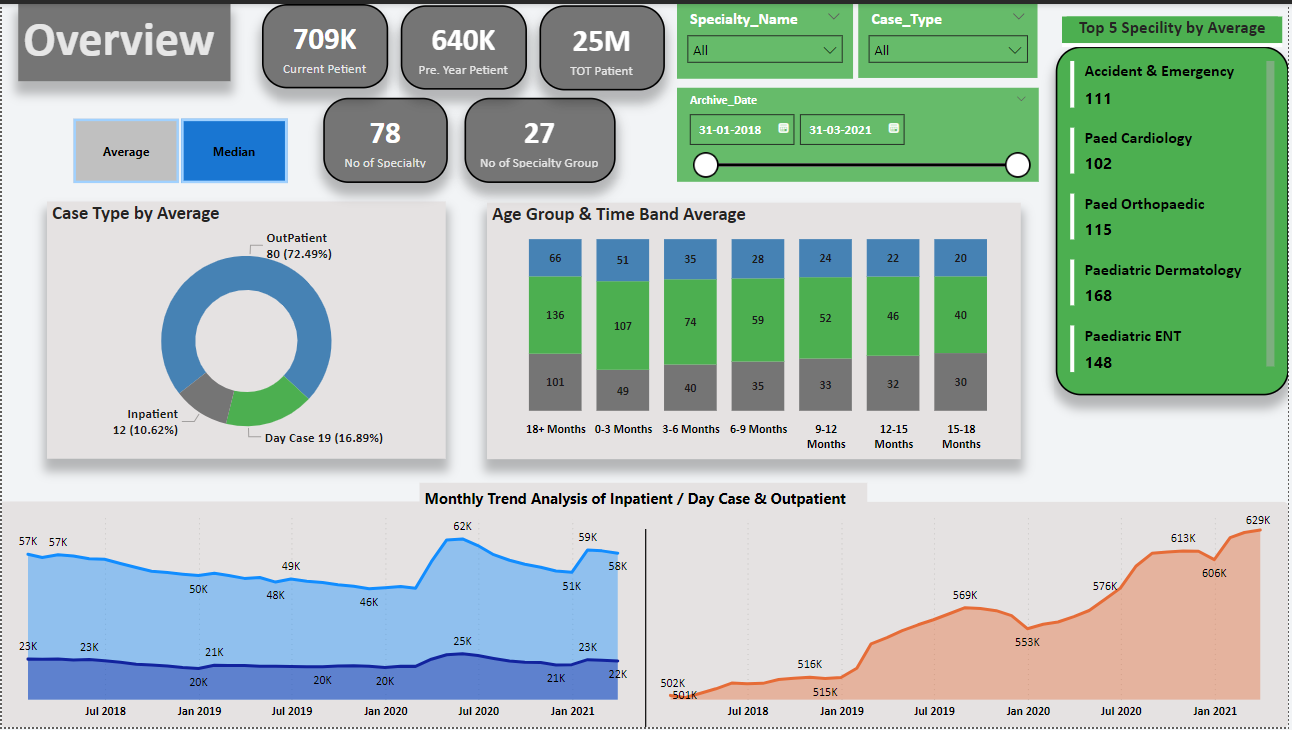 Overview
709K
Current Petient
640K
Pre. Year Petient
25M
TOT Patient
78
No of Specialty
27
No of Specialty Group
Average
Median
Specialty_Name
All
Case_Type
All
Archive_Date
31-01-2018
31-03-2021
Top 5 Specility by Average
Accident & Emergency
111
Paed Cardiology
102
Paed Orthopaedic
115
Paediatric Dermatology
168
Paediatric ENT
148
Case Type by Average
OutPatient
80 (72.49%)
Inpatient
12 (10.62%)
Day Case 19 (16.89%)
Age Group & Time Band Average
66 51 35 28 24 22 20
136 107 74 59 52 46 40
101 49 40 35 33 32 30
18+ Months 0-3 Months 3-6 Months 6-9 Months 9-12 Months 12-15 Months 15-18 Months
Monthly Trend Analysis of Inpatient / Day Case & Outpatient
57K 57K 50K 48K 49K 46K 62K 51K 59K 58K
23K 23K 20K 21K 20K 20K 25K 21K 23K 22K
Jul 2018 Jan 2019 Jul 2019 Jan 2020 Jul 2020 Jan 2021
502K 501K 516K 515K 569K 553K 576K 613K 606K 629K
Jul 2018 Jan 2019 Jul 2019 Jan 2020 Jul 2020 Jan 2021